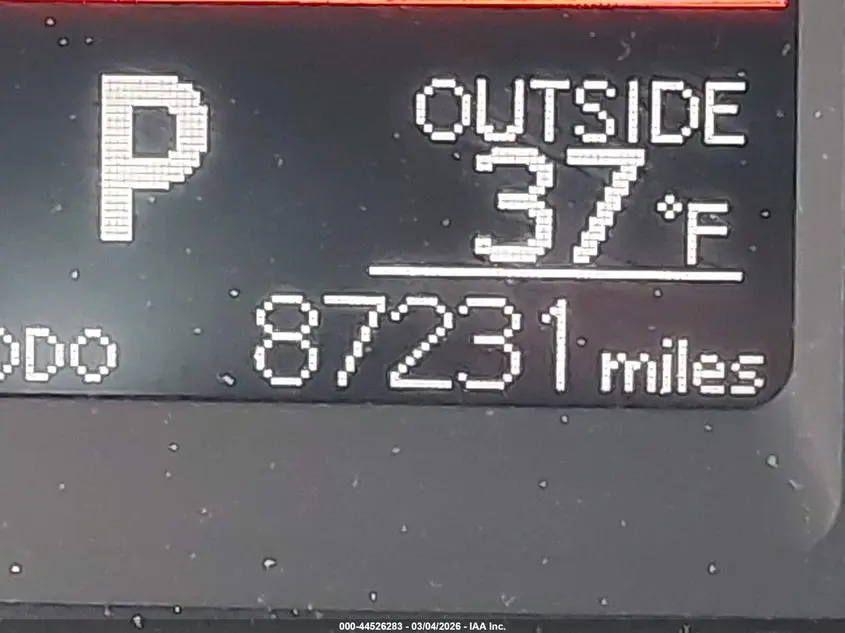 P
OUTSIDE
37 °F
ODO 87231 miles
000-44526283 - 03/04/2026 - IAA Inc.